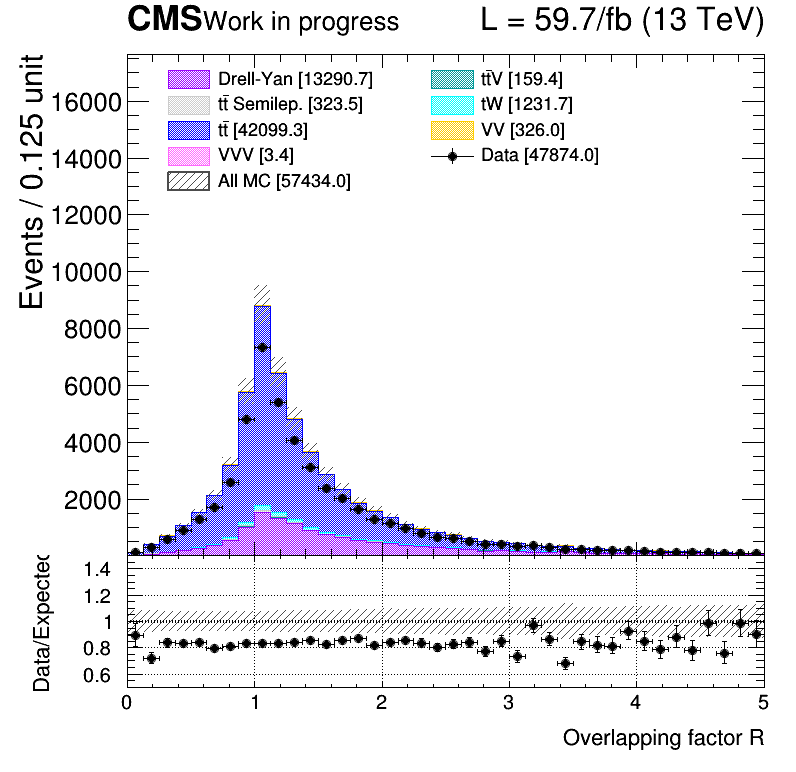 CMS Work in progress L = 59.7/fb (13 TeV)
Events / 0.125 unit
16000
14000
12000
10000
8000
6000
4000
2000
Drell-Yan [13290.7]
tt̄ Semilep. [323.5]
tt̄ [42099.3]
VVV [3.4]
All MC [57434.0]
tt̄V [159.4]
tW [1231.7]
VV [326.0]
Data [47874.0]
Data/Expected
1.4
1.2
1
0.8
0.6
0 1 2 3 4 5
Overlapping factor R